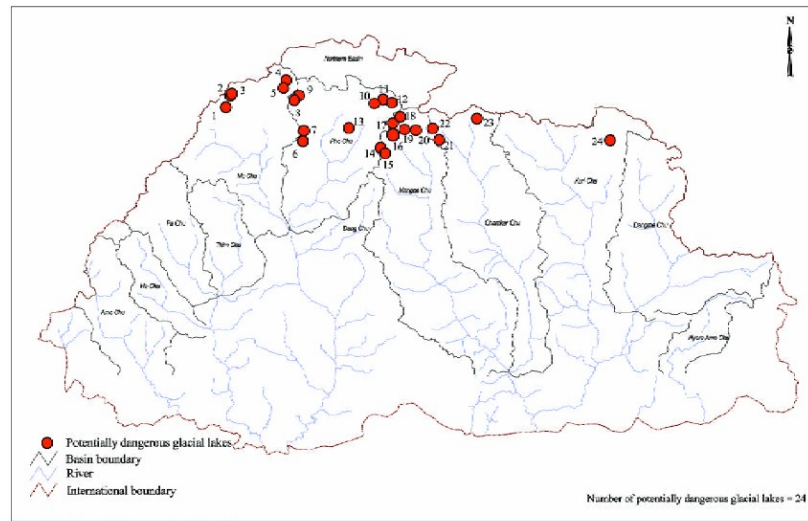 N
Northern Basin
4
11
2
3
5
9
10
12
1
8
18
23
17
13
22
7
19
20
24
6
Pho Chu
14
16
21
15
Mo Chu
Mangde Chu
Kuri Chu
Pa Chu
Thim Chu
Dang Chu
Chamkhar Chu
Dangme Chu
Ha Chu
Amo Chu
Nyere Ama Chu
Potentially dangerous glacial lakes
Basin boundary
River
International boundary
Number of potentially dangerous glacial lakes = 24